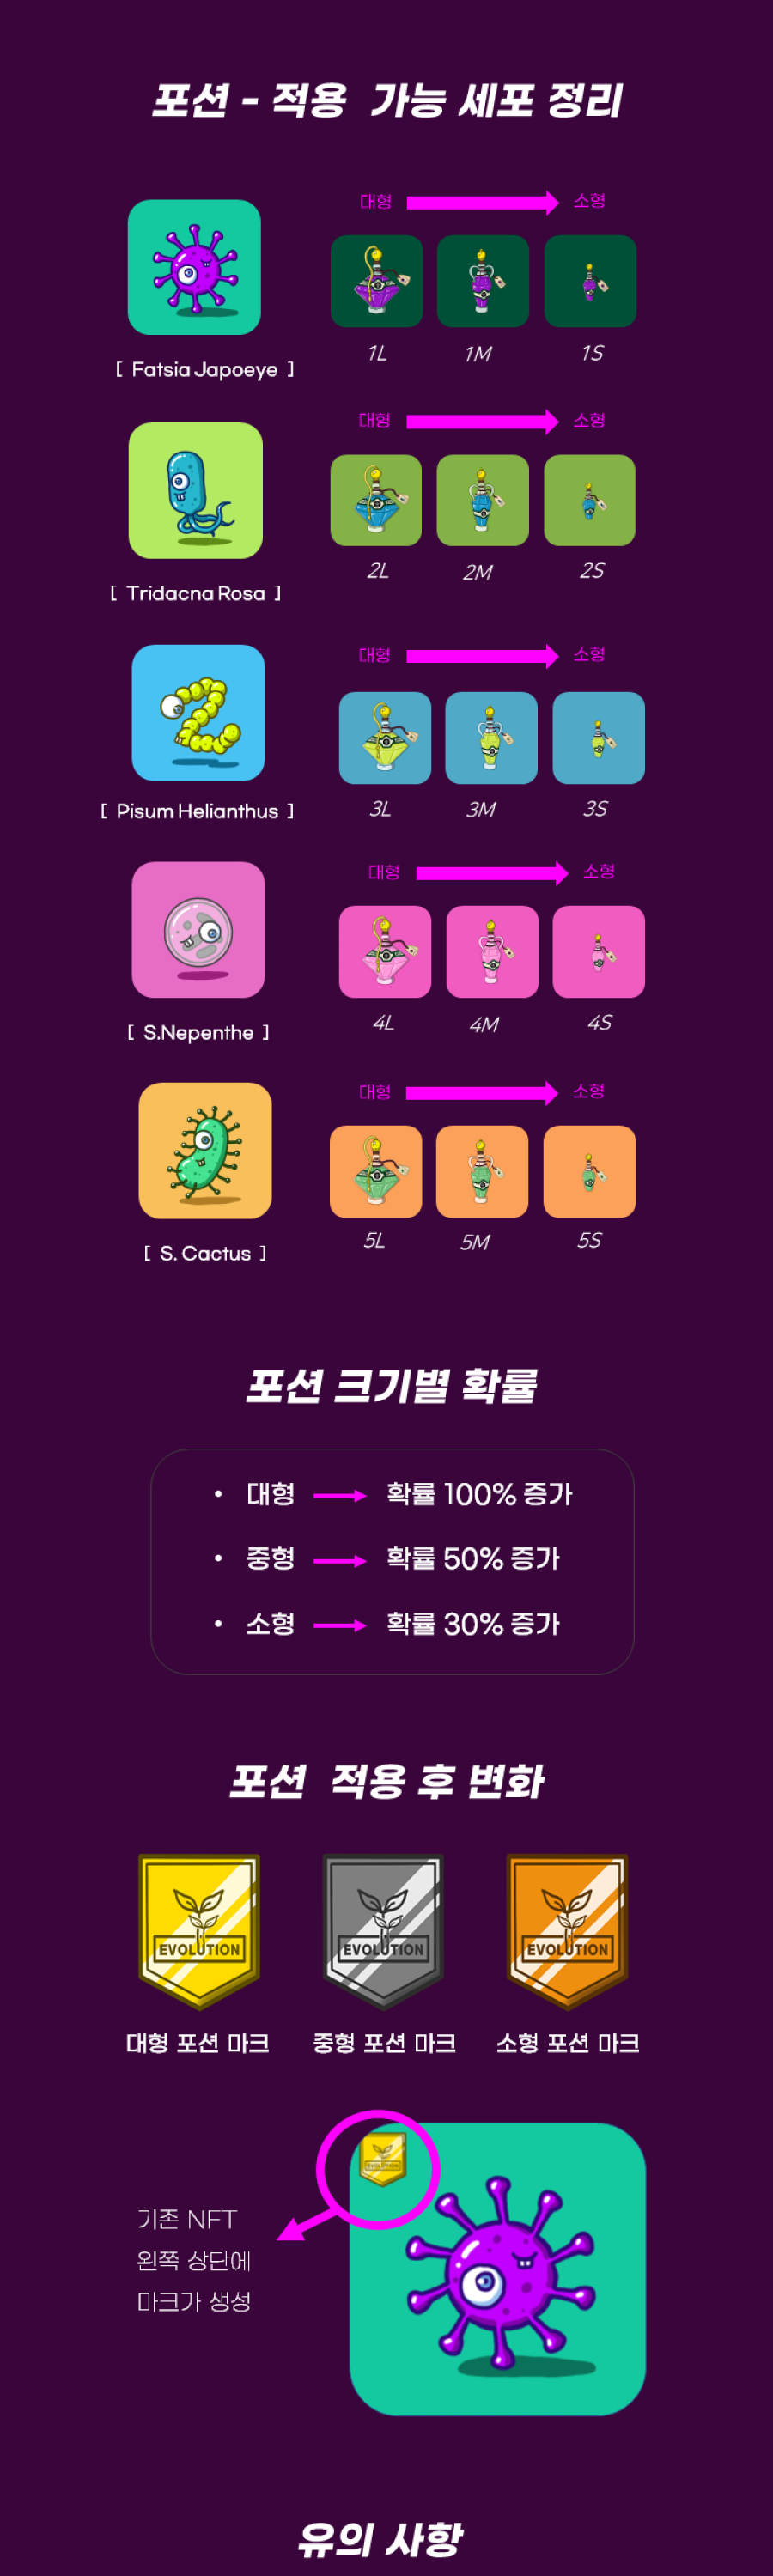 포션 - 적용 가능 세포 정리
대형 소형
1L 1M 1S
[ Fatsia Japoeye ]
대형 소형
2L 2M 2S
[ Tridacna Rosa ]
대형 소형
3L 3M 3S
[ Pisum Helianthus ]
대형 소형
4L 4M 4S
[ S.Nepenthe ]
대형 소형
5L 5M 5S
[ S. Cactus ]
포션 크기별 확률
• 대형 확률 100% 증가
• 중형 확률 50% 증가
• 소형 확률 30% 증가
포션 적용 후 변화
EVOLUTION EVOLUTION EVOLUTION
대형 포션 마크 중형 포션 마크 소형 포션 마크
EVOLUTION
기존 NFT
왼쪽 상단에
마크가 생성
유의 사항